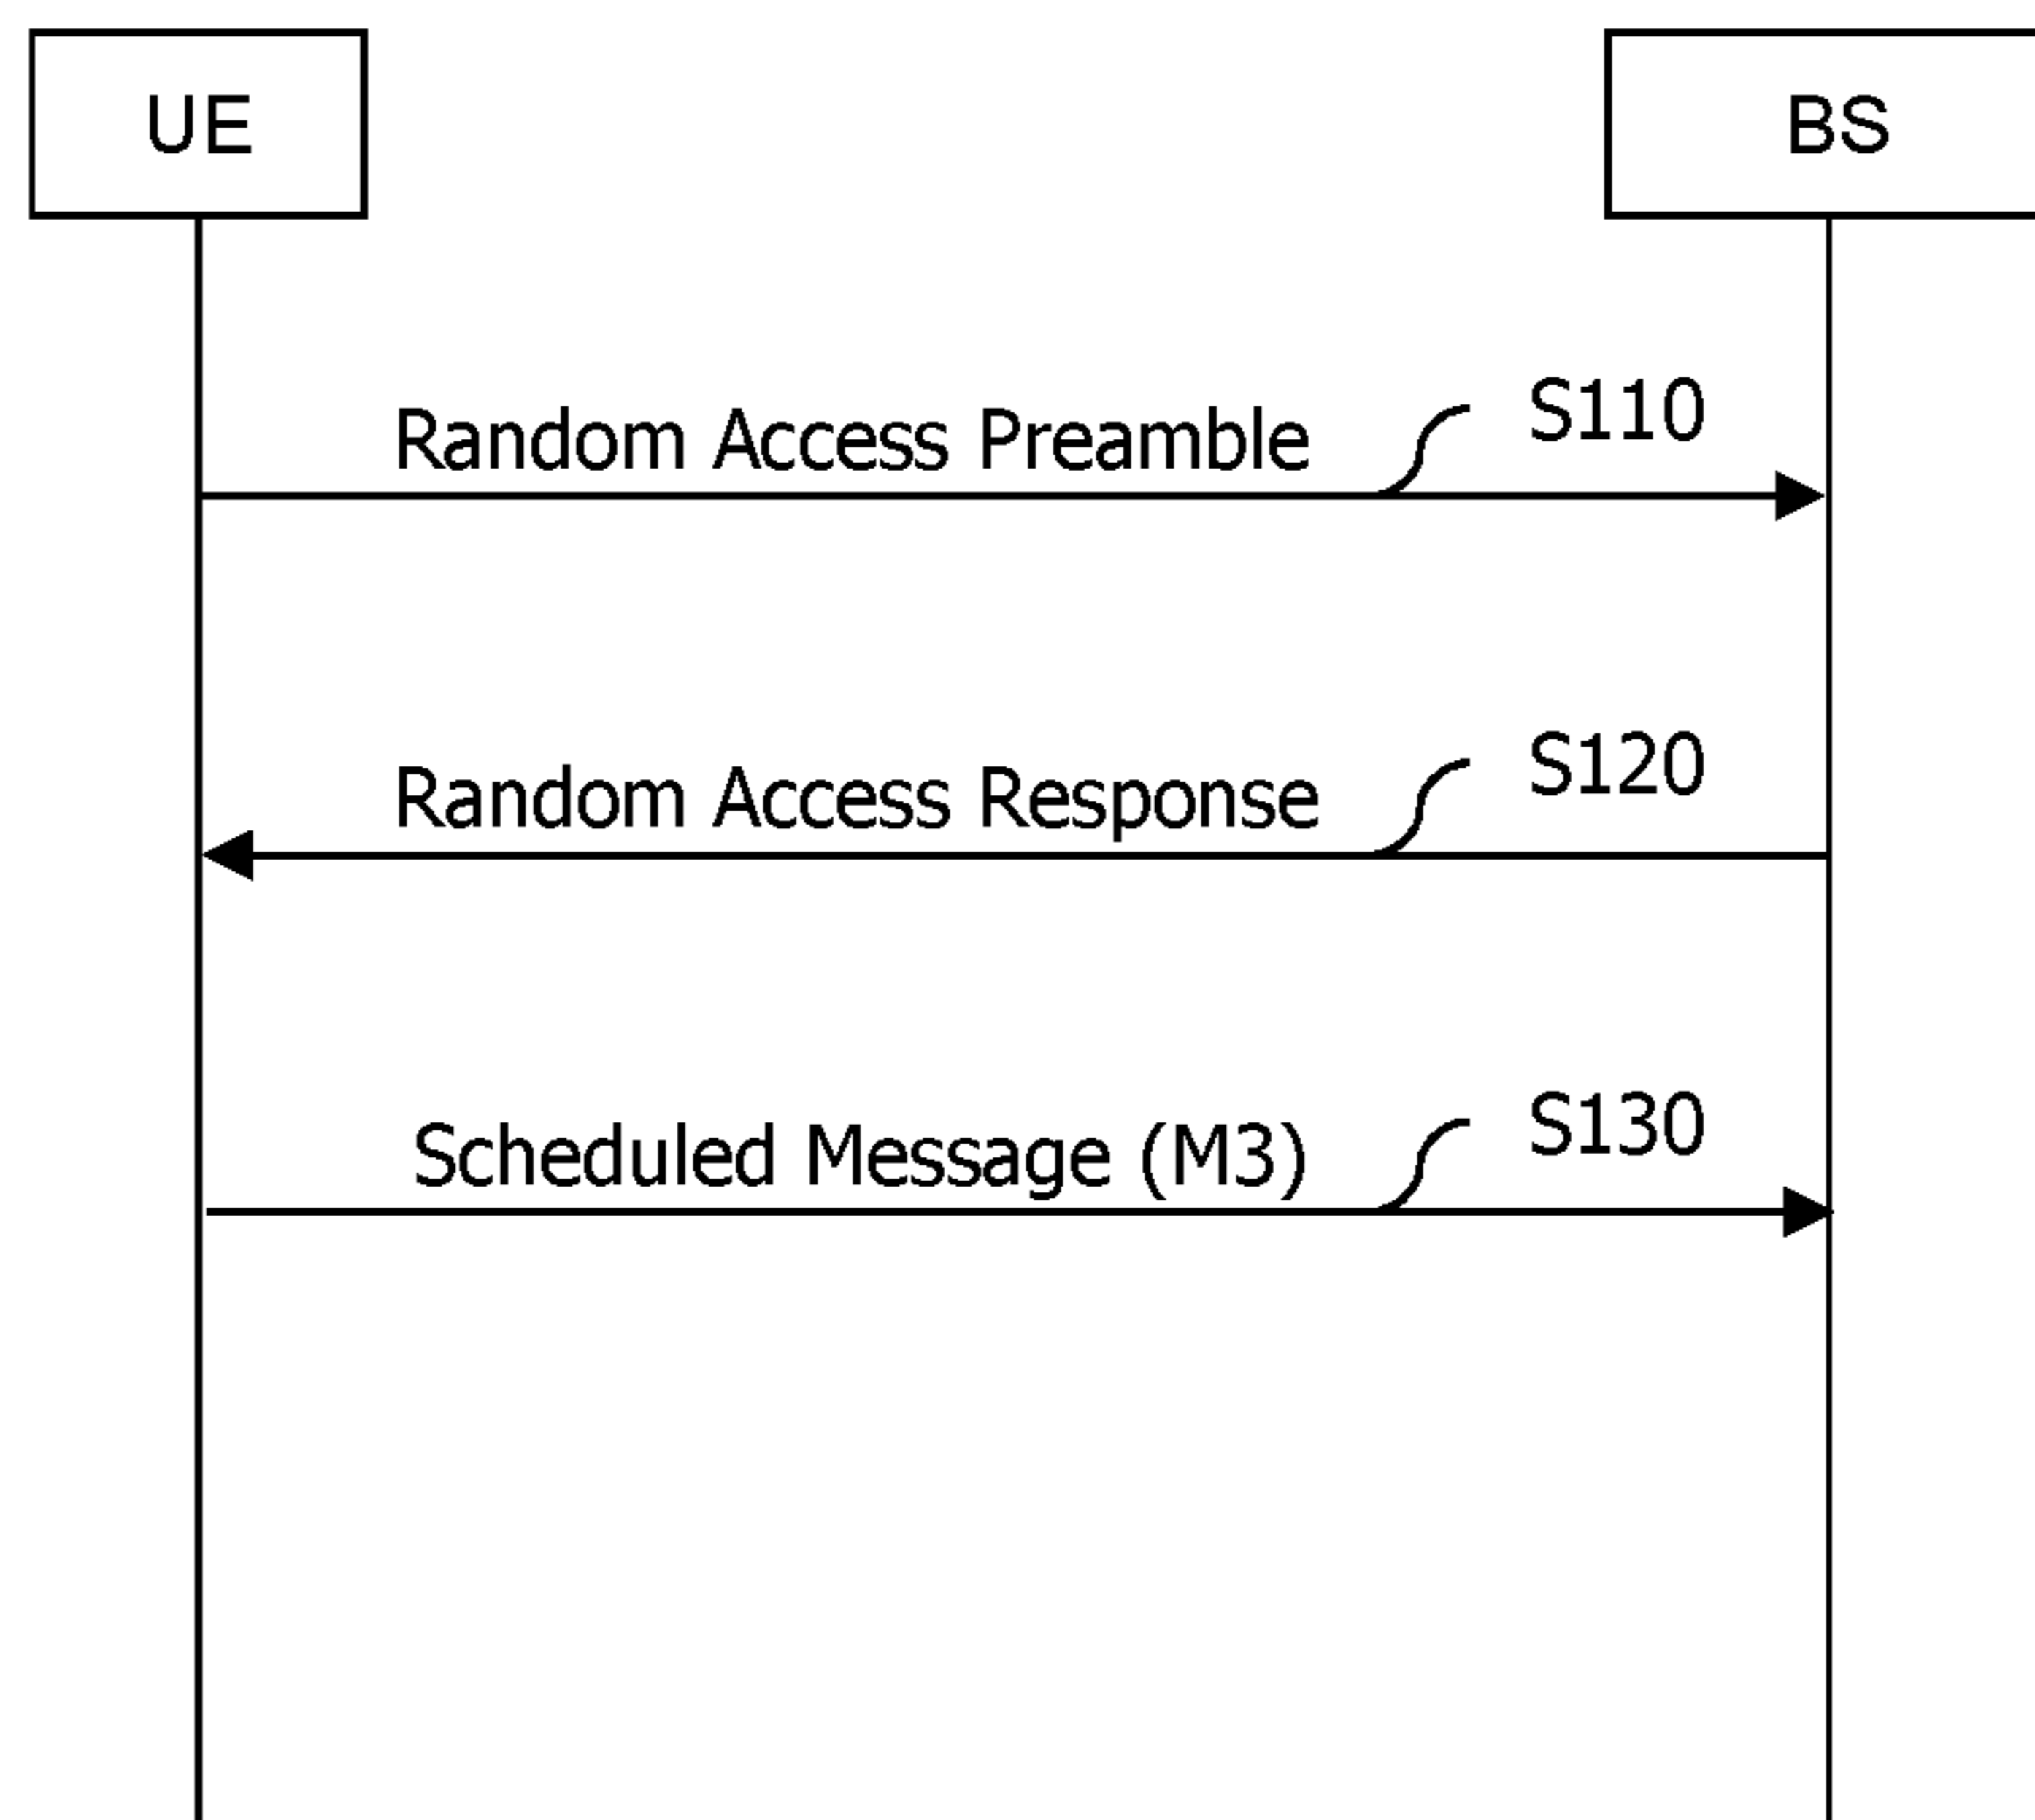 UE
BS
Random Access Preamble
S110
Random Access Response
S120
Scheduled Message (M3)
S130